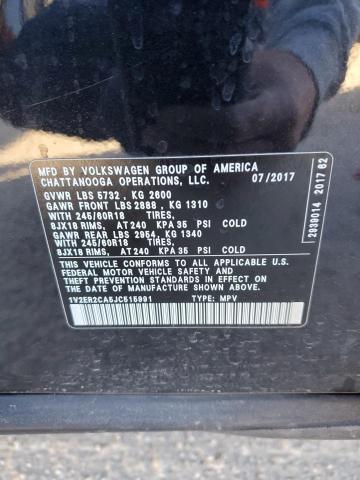 MFD BY VOLKSWAGEN GROUP OF AMERICA
CHATTANOOGA OPERATIONS, LLC. 07/2017
GVWR LBS 5732 , KG 2600
GAWR FRONT LBS 2888 , KG 1310
WITH 245/60R18 TIRES,
8JX18 RIMS, AT 240 KPA 35 PSI COLD
GAWR REAR LBS 2954, KG 1340
WITH 245/60R18 TIRES,
8JX18 RIMS, AT 240 KPA 35 PSI COLD
THIS VEHICLE CONFORMS TO ALL APPLICABLE U.S.
FEDERAL MOTOR VEHICLE SAFETY, BUMPER, AND
THEFT PREVENTION STANDARDS IN EFFECT ON THE
DATE OF MANUFACTURE SHOWN ABOVE
1V2ER2CA5JC515991 TYPE: MPV
2939014 2017 62